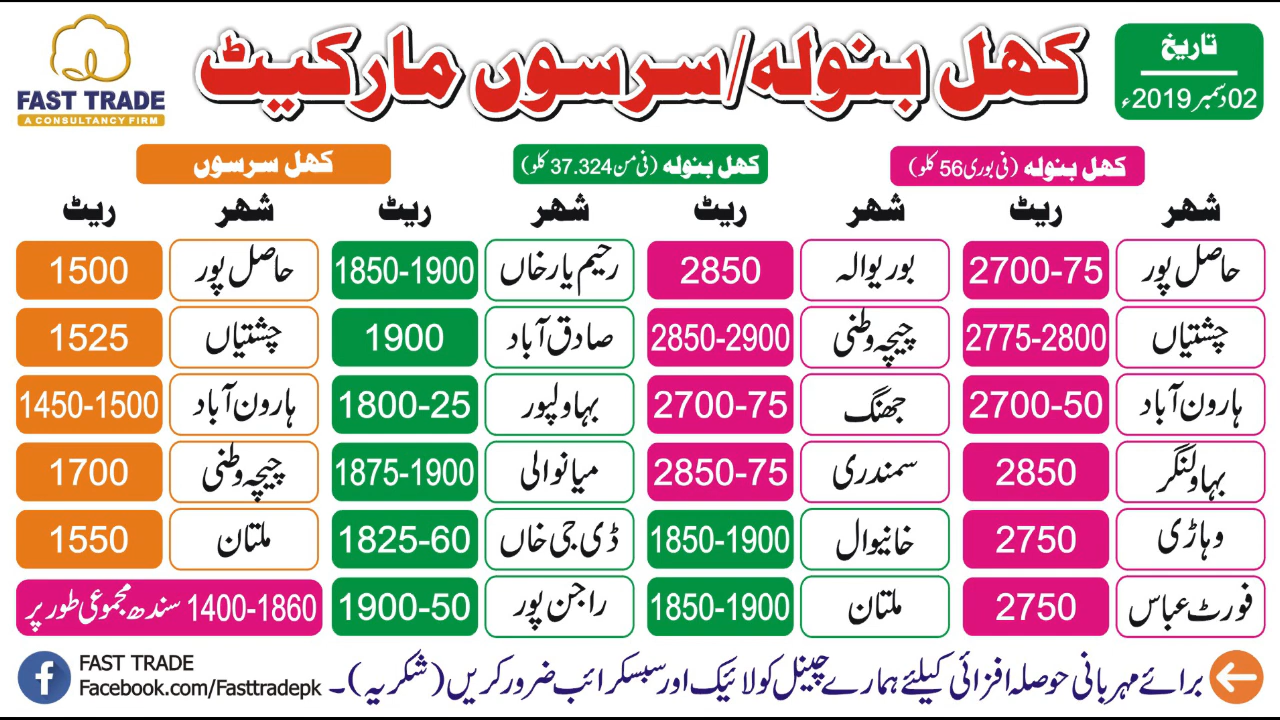 FAST TRADE
A CONSULTANCY FIRM
کھل بنولہ/سرسوں مارکیٹ
تاریخ
02 دسمبر 2019ء
کھل بنولہ (فی بوری 56 کلو)
کھل بنولہ (فی من 37.324 کلو)
کھل سرسوں
شہر ریٹ شہر ریٹ شہر ریٹ شہر ریٹ
حاصل پور 2700-75 بوریوالہ 2850 رحیم یار خاں 1850-1900 حاصل پور 1500
چشتیاں 2775-2800 چیچہ وطنی 2850-2900 صادق آباد 1900 چشتیاں 1525
ہارون آباد 2700-50 جھنگ 2700-75 بہاولپور 1800-25 ہارون آباد 1450-1500
بہاولنگر 2850 سمندری 2850-75 میانوالی 1875-1900 چیچہ وطنی 1700
وہاڑی 2750 خانیوال 1850-1900 ڈی جی خاں 1825-60 ملتان 1550
فورٹ عباس 2750 ملتان 1850-1900 راجن پور 1900-50 1400-1860 سندھ مجموعی طور پر
برائے مہربانی حوصلہ افزائی کیلئے ہمارے چینل کو لائیک اور سبسکرائب ضرور کریں (شکریہ)۔
FAST TRADE
Facebook.com/Fasttradepk